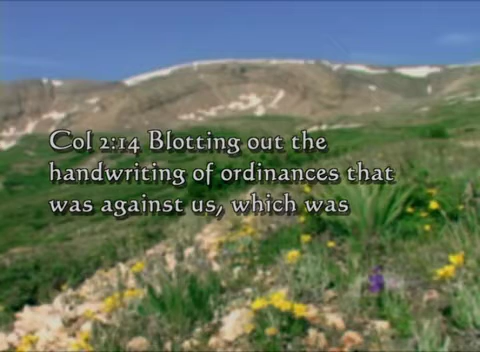 Col 2:14 Blotting out the
handwriting of ordinances that
was against us, which was